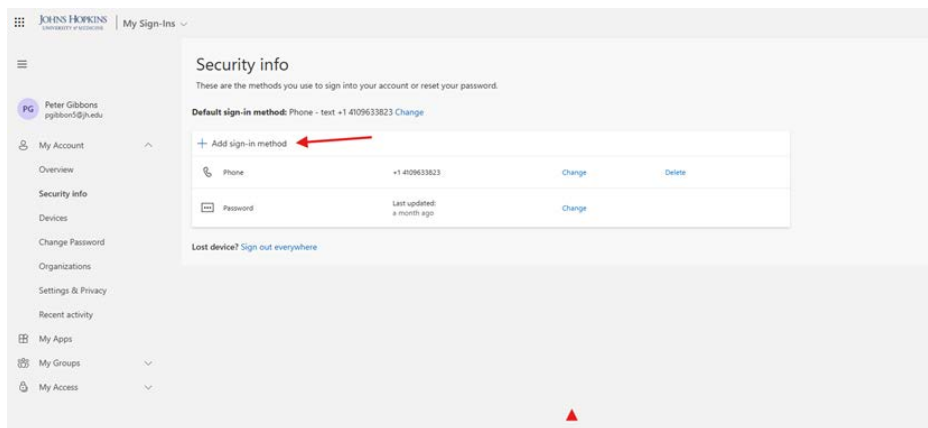 JOHNS HOPKINS
UNIVERSITY & MEDICINE
My Sign-Ins
PG
Peter Gibbons
pgibbon5@jh.edu
My Account
Overview
Security info
Devices
Change Password
Organizations
Settings & Privacy
Recent activity
My Apps
My Groups
My Access
Security info
These are the methods you use to sign into your account or reset your password.
Default sign-in method: Phone - text +1 4109633823 Change
+ Add sign-in method
Phone +1 4109633823 Change Delete
Password Last updated: Change
a month ago
Lost device? Sign out everywhere